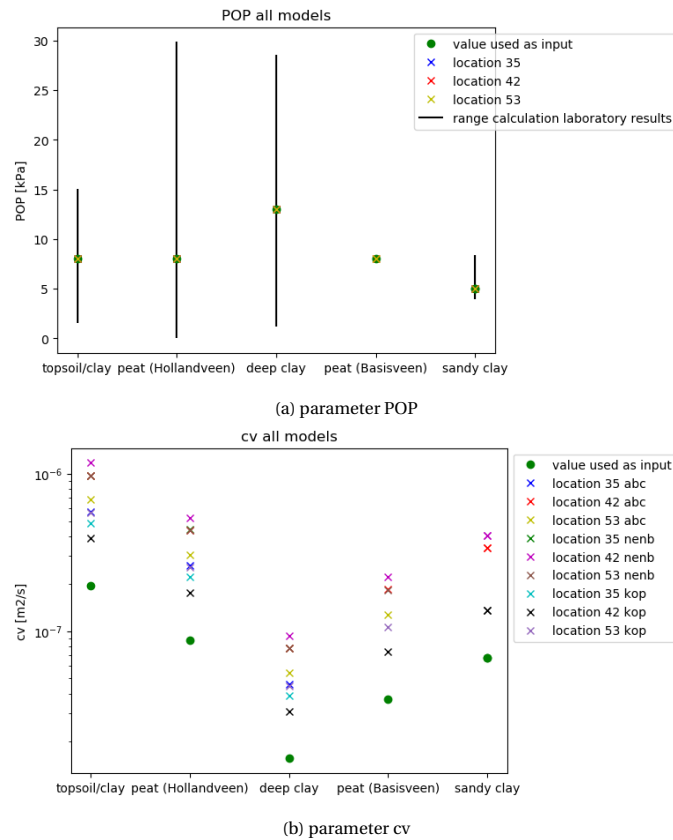 POP all models
30
25
20
15
10
5
0
POP [kPa]
value used as input
location 35
location 42
location 53
range calculation laboratory results
topsoil/clay peat (Hollandveen) deep clay peat (Basisveen) sandy clay
(a) parameter POP
cv all models
10⁻⁶
10⁻⁷
cv [m2/s]
value used as input
location 35 abc
location 42 abc
location 53 abc
location 35 nenb
location 42 nenb
location 53 nenb
location 35 kop
location 42 kop
location 53 kop
topsoil/clay peat (Hollandveen) deep clay peat (Basisveen) sandy clay
(b) parameter cv